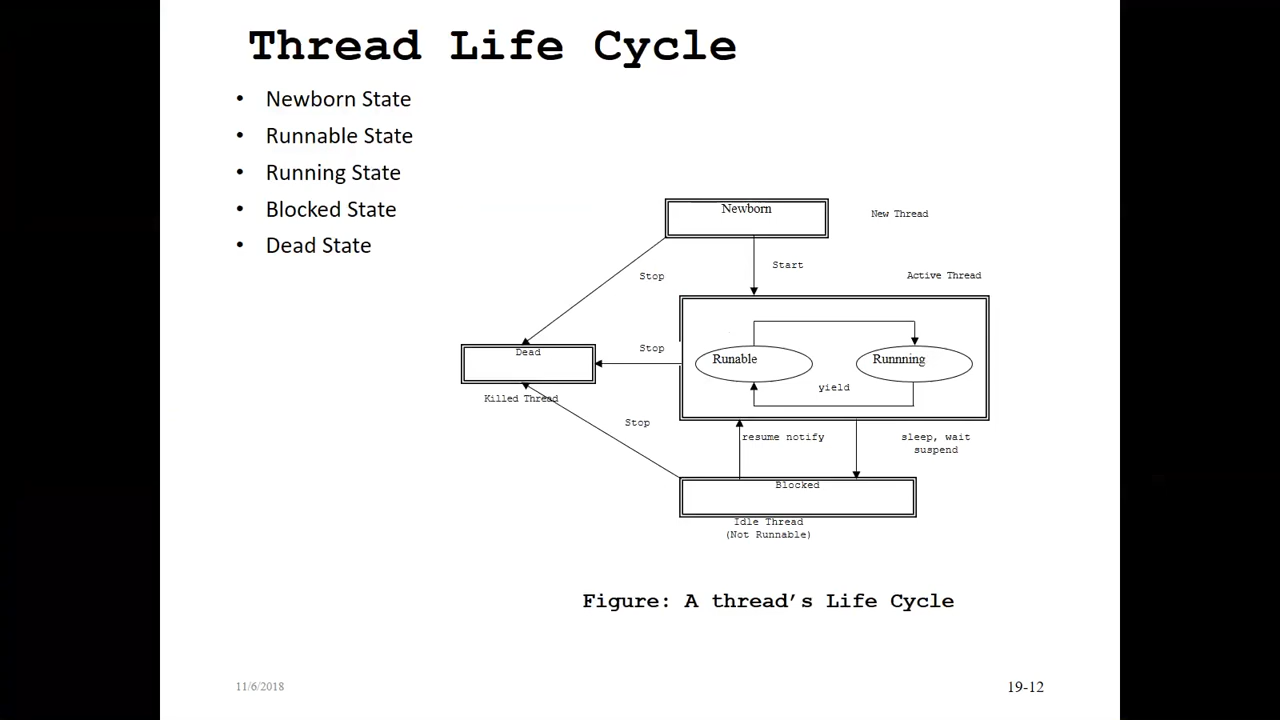 Thread Life Cycle
• Newborn State
• Runnable State
• Running State
• Blocked State
• Dead State
Newborn
New Thread
Stop
Start
Active Thread
Dead
Stop
Runable
Runnning
yield
Killed Thread
Stop
resume notify
sleep, wait
suspend
Blocked
Idle Thread
(Not Runnable)
Figure: A thread’s Life Cycle
11/6/2018
19-12